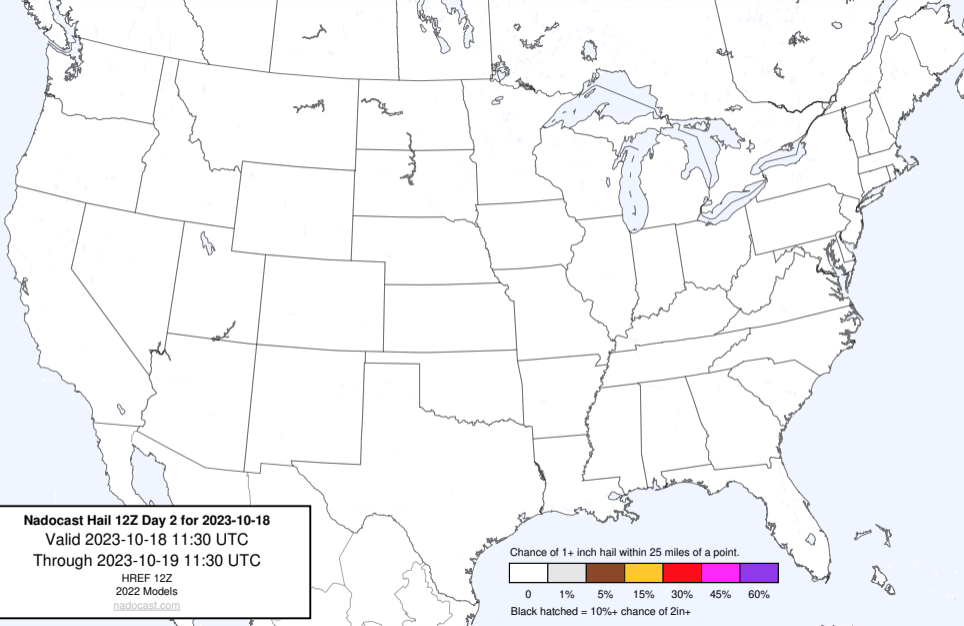 Nadocast Hail 12Z Day 2 for 2023-10-18
Valid 2023-10-18 11:30 UTC
Through 2023-10-19 11:30 UTC
HREF 12Z
2022 Models
nadocast.com
Chance of 1+ inch hail within 25 miles of a point.
0 1% 5% 15% 30% 45% 60%
Black hatched = 10%+ chance of 2in+